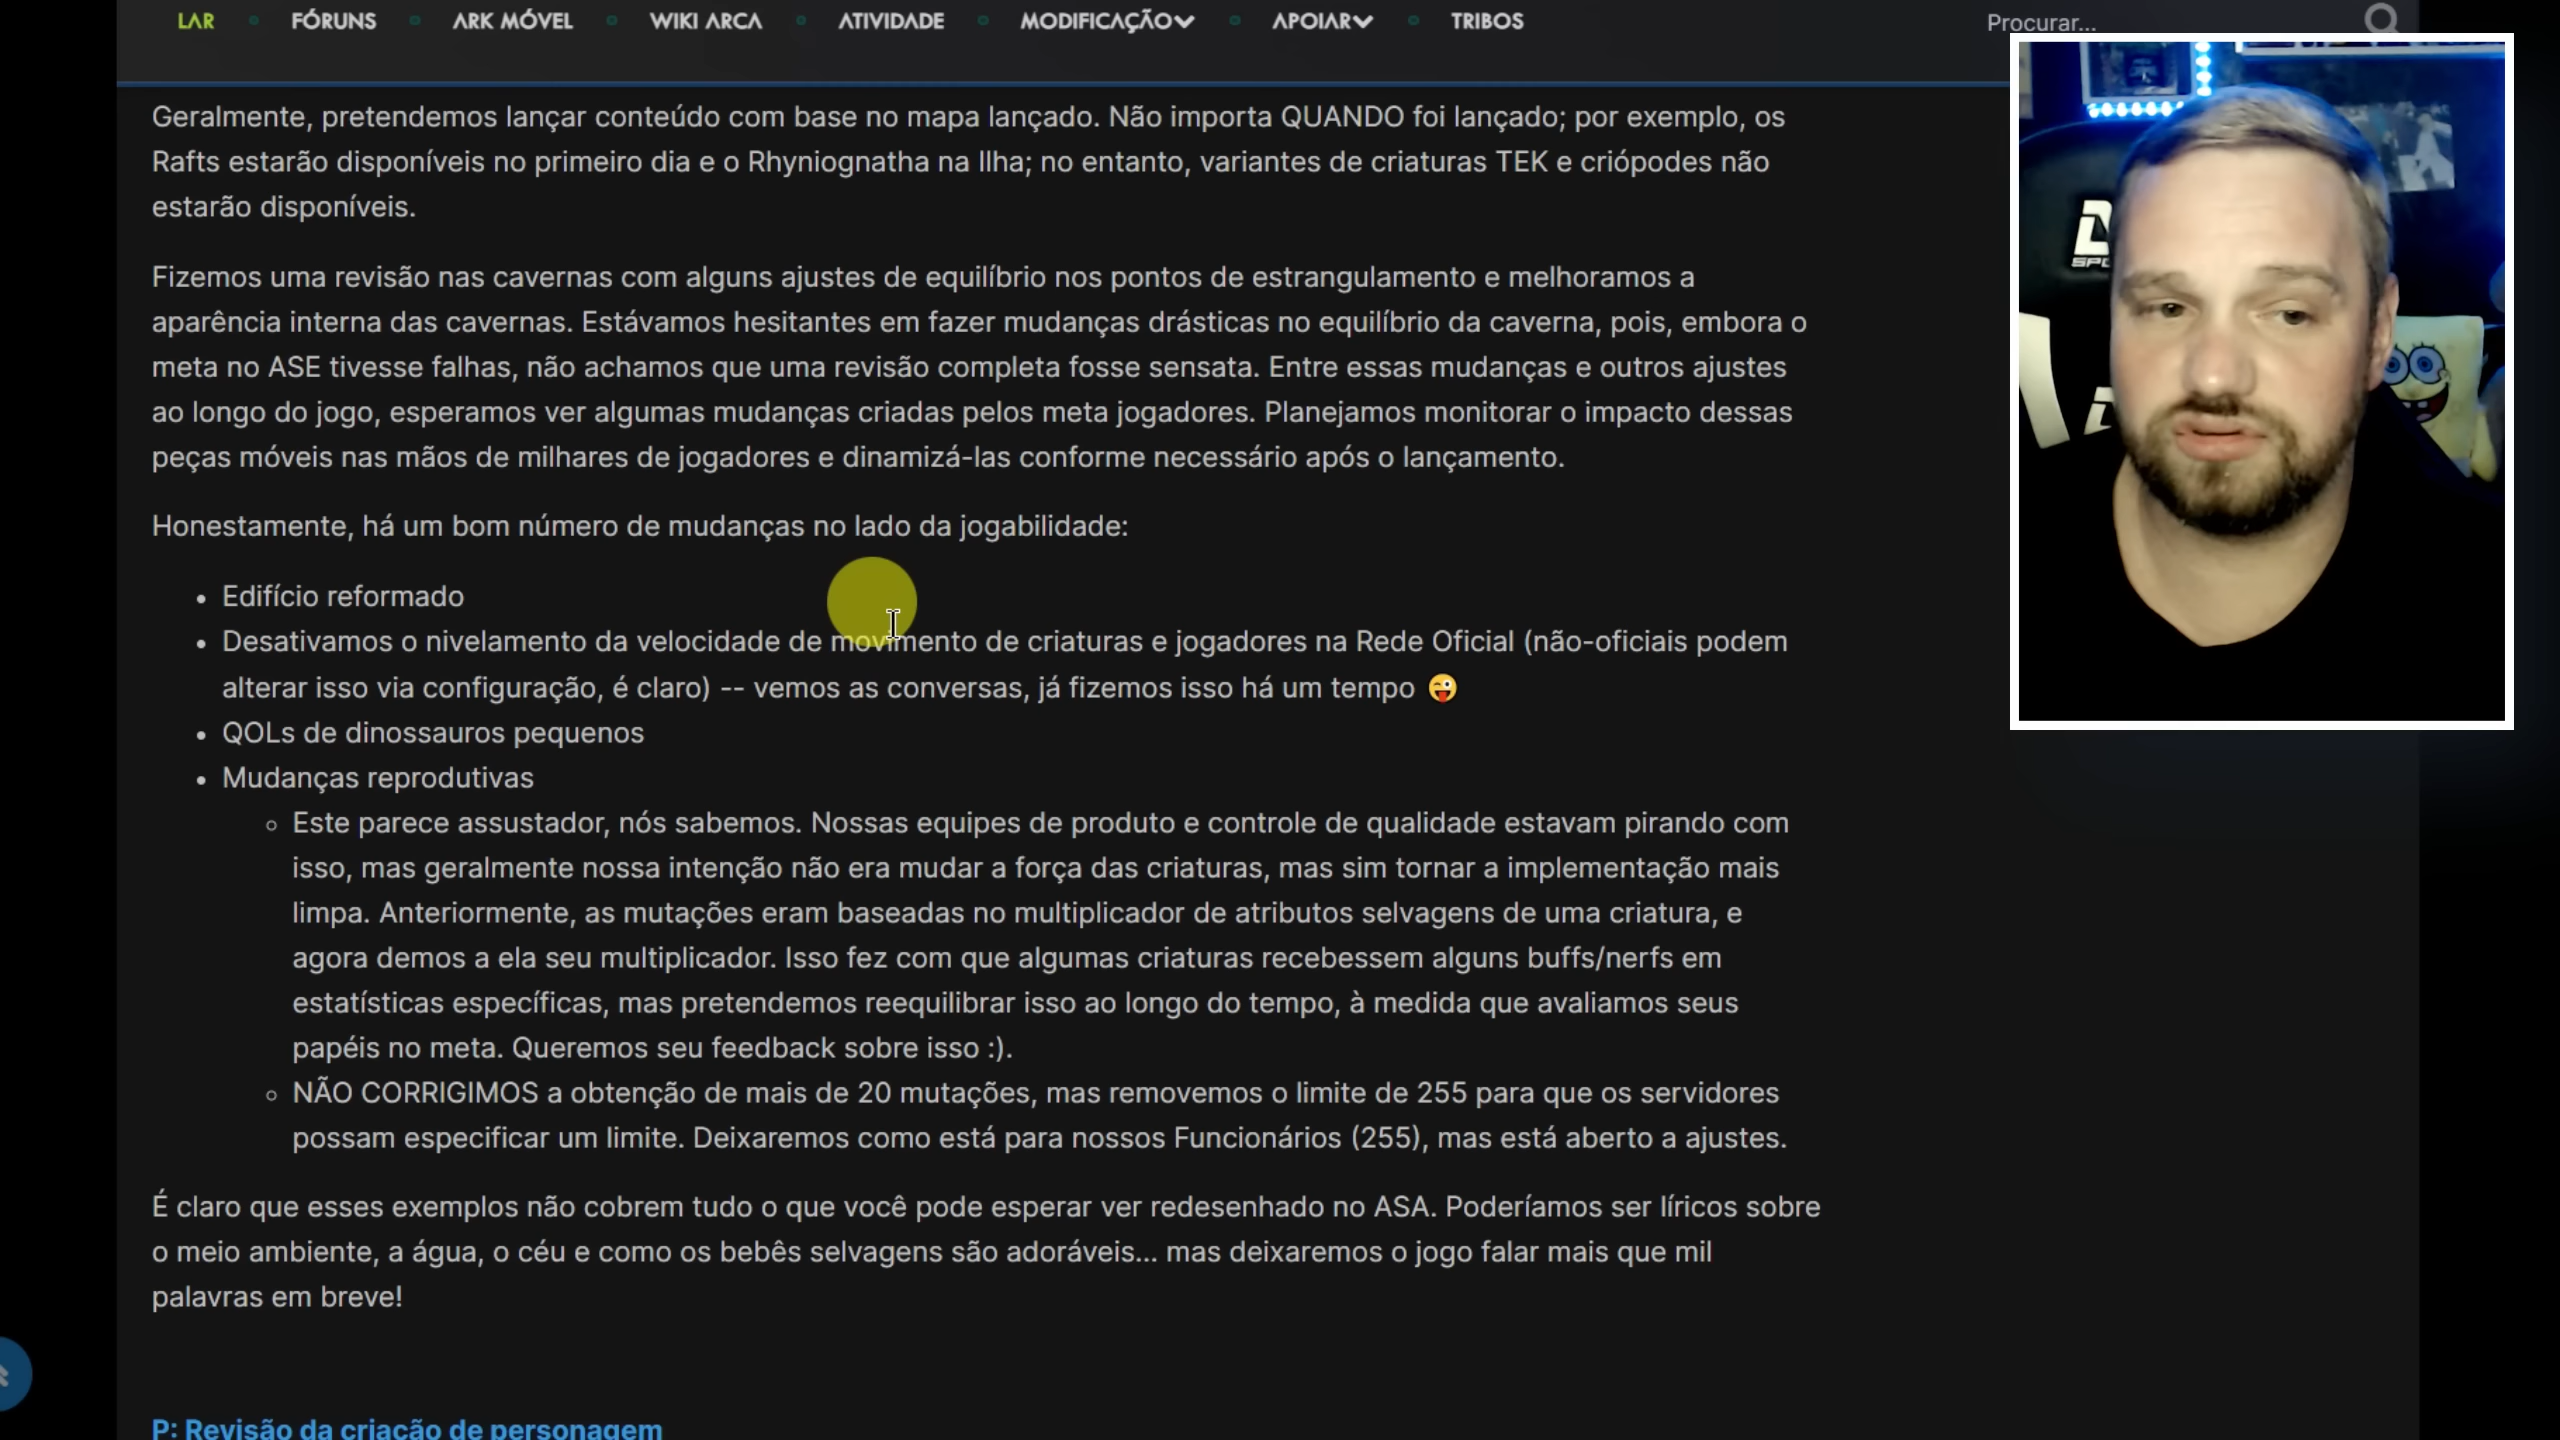 LAR
FÓRUNS
ARK MÓVEL
WIKI ARCA
ATIVIDADE
MODIFICAÇÃO
APOIAR
TRIBOS
Procurar...
Geralmente, pretendemos lançar conteúdo com base no mapa lançado. Não importa QUANDO foi lançado; por exemplo, os
Rafts estarão disponíveis no primeiro dia e o Rhyniognatha na Ilha; no entanto, variantes de criaturas TEK e criópodes não
estarão disponíveis.
Fizemos uma revisão nas cavernas com alguns ajustes de equilíbrio nos pontos de estrangulamento e melhoramos a
aparência interna das cavernas. Estávamos hesitantes em fazer mudanças drásticas no equilíbrio da caverna, pois, embora o
meta no ASE tivesse falhas, não achamos que uma revisão completa fosse sensata. Entre essas mudanças e outros ajustes
ao longo do jogo, esperamos ver algumas mudanças criadas pelos meta jogadores. Planejamos monitorar o impacto dessas
peças móveis nas mãos de milhares de jogadores e dinamizá-las conforme necessário após o lançamento.
Honestamente, há um bom número de mudanças no lado da jogabilidade:
• Edifício reformado
• Desativamos o nivelamento da velocidade de movimento de criaturas e jogadores na Rede Oficial (não-oficiais podem
alterar isso via configuração, é claro) -- vemos as conversas, já fizemos isso há um tempo 😜
• QOLs de dinossauros pequenos
• Mudanças reprodutivas
◦ Este parece assustador, nós sabemos. Nossas equipes de produto e controle de qualidade estavam pirando com
isso, mas geralmente nossa intenção não era mudar a força das criaturas, mas sim tornar a implementação mais
limpa. Anteriormente, as mutações eram baseadas no multiplicador de atributos selvagens de uma criatura, e
agora demos a ela seu multiplicador. Isso fez com que algumas criaturas recebessem alguns buffs/nerfs em
estatísticas específicas, mas pretendemos reequilibrar isso ao longo do tempo, à medida que avaliamos seus
papéis no meta. Queremos seu feedback sobre isso :).
◦ NÃO CORRIGIMOS a obtenção de mais de 20 mutações, mas removemos o limite de 255 para que os servidores
possam especificar um limite. Deixaremos como está para nossos Funcionários (255), mas está aberto a ajustes.
É claro que esses exemplos não cobrem tudo o que você pode esperar ver redesenhado no ASA. Poderíamos ser líricos sobre
o meio ambiente, a água, o céu e como os bebês selvagens são adoráveis... mas deixaremos o jogo falar mais que mil
palavras em breve!
P: Revisão da criação de personagem